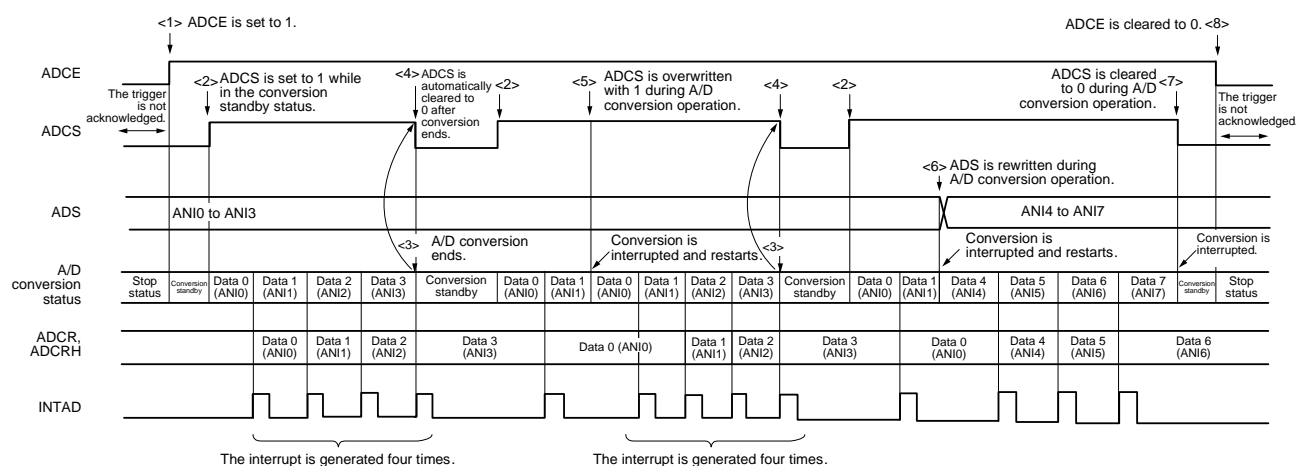 <1> ADCE is set to 1.
ADCE is cleared to 0. <8>
ADCE
The trigger
is not
acknowledged.
<2> ADCS is set to 1 while
in the conversion
standby status.
<4> ADCS is
automatically
cleared to
0 after
conversion
ends.
<2>
<5> ADCS is overwritten
with 1 during A/D
conversion operation.
<4>
<2>
ADCS is cleared
to 0 during A/D
conversion operation.
<7>
The trigger
is not
acknowledged.
ADCS
<6> ADS is rewritten during
A/D conversion operation.
ADS
ANI0 to ANI3
ANI4 to ANI7
<3> A/D conversion
ends.
Conversion is
interrupted and restarts.
<3>
Conversion is
interrupted and restarts.
Conversion is
interrupted.
A/D
conversion
status
Stop
status
Conversion
standby
Data 0
(ANI0)
Data 1
(ANI1)
Data 2
(ANI2)
Data 3
(ANI3)
Conversion
standby
Data 0
(ANI0)
Data 1
(ANI1)
Data 0
(ANI0)
Data 1
(ANI1)
Data 2
(ANI2)
Data 3
(ANI3)
Conversion
standby
Data 0
(ANI0)
Data 1
(ANI1)
Data 4
(ANI4)
Data 5
(ANI5)
Data 6
(ANI6)
Data 7
(ANI7)
Conversion
standby
Stop
status
ADCR,
ADCRH
Data 0
(ANI0)
Data 1
(ANI1)
Data 2
(ANI2)
Data 3
(ANI3)
Data 0 (ANI0)
Data 1
(ANI1)
Data 2
(ANI2)
Data 3
(ANI3)
Data 0
(ANI0)
Data 4
(ANI4)
Data 5
(ANI5)
Data 6
(ANI6)
INTAD
The interrupt is generated four times.
The interrupt is generated four times.